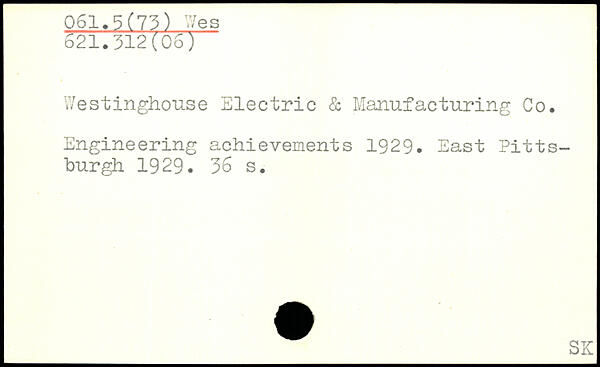 061.5(73) Wes
621.312(06)
Westinghouse Electric & Manufacturing Co.
Engineering achievements 1929. East Pitts-
burgh 1929. 36 s.
SK